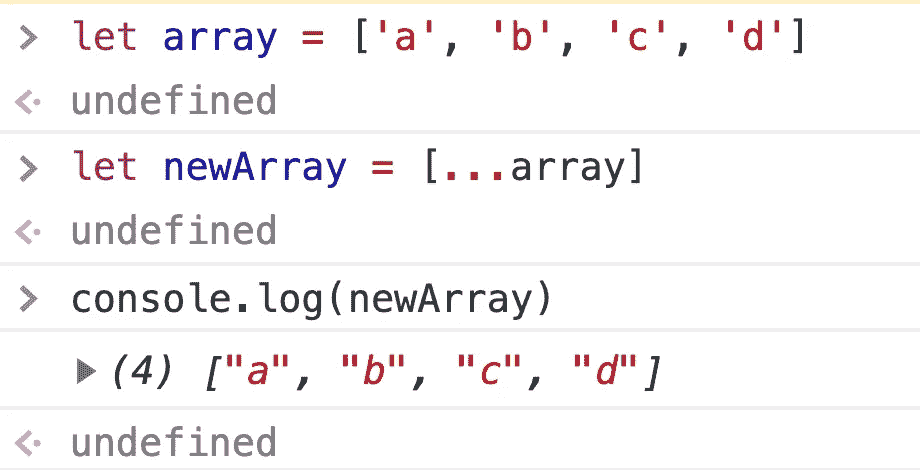 > let array = ['a', 'b', 'c', 'd']
undefined
> let newArray = [...array]
undefined
> console.log(newArray)
(4) ["a", "b", "c", "d"]
undefined